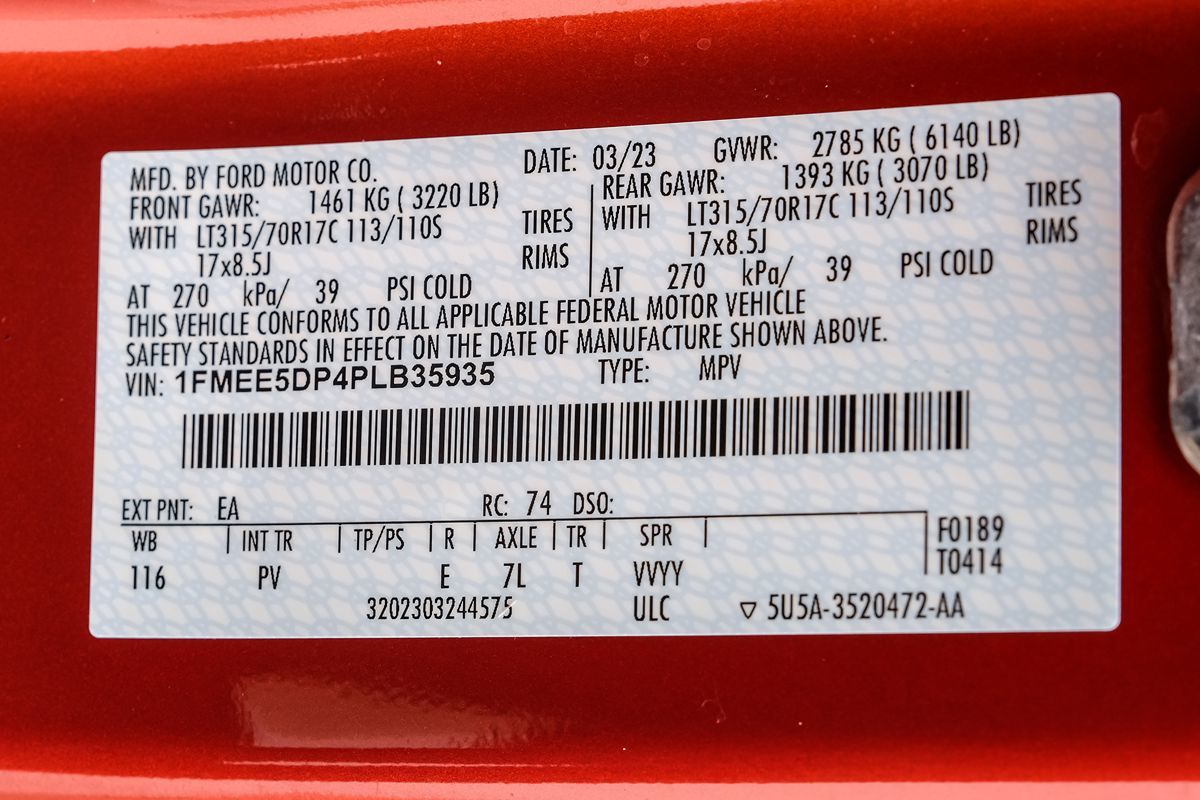 MFD. BY FORD MOTOR CO. DATE: 03/23 GVWR: 2785 KG ( 6140 LB)
FRONT GAWR: 1461 KG ( 3220 LB) REAR GAWR: 1393 KG ( 3070 LB)
WITH LT315/70R17C 113/110S TIRES WITH LT315/70R17C 113/110S TIRES
17x8.5J RIMS 17x8.5J RIMS
AT 270 kPa/ 39 PSI COLD AT 270 kPa/ 39 PSI COLD
THIS VEHICLE CONFORMS TO ALL APPLICABLE FEDERAL MOTOR VEHICLE
SAFETY STANDARDS IN EFFECT ON THE DATE OF MANUFACTURE SHOWN ABOVE.
VIN: 1FMEE5DP4PLB35935 TYPE: MPV
EXT PNT: EA RC: 74 DSO:
WB INT TR TP/PS R AXLE TR SPR F0189
116 PV E 7L T VVYY T0414
3202303244575 ULC ▽ 5U5A-3520472-AA